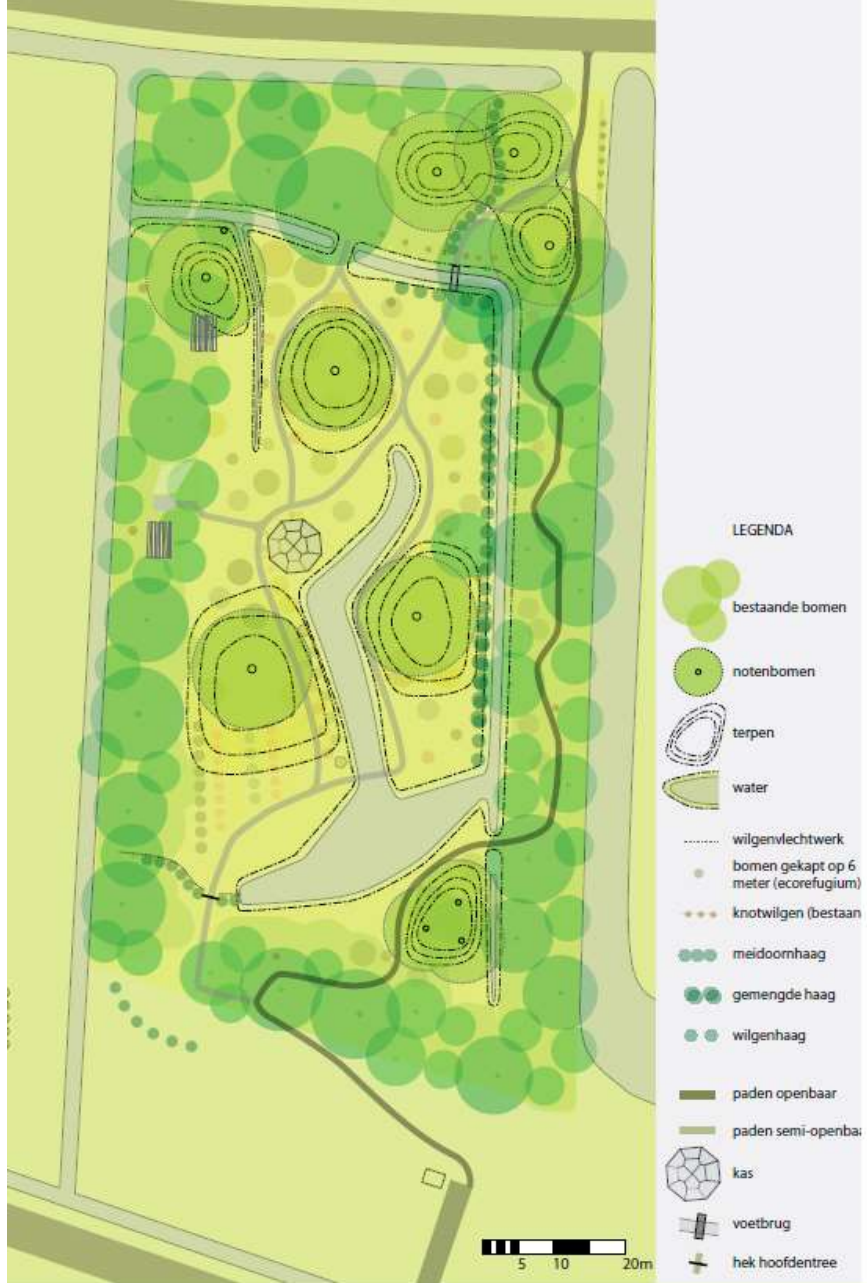 LEGENDA
bestaande bomen
notenbomen
terpen
water
wilgenvlechtwerk
bomen gekapt op 6
meter (ecorefugium)
knotwilgen (bestaan
meidoornhaag
gemengde haag
wilgenhaag
paden openbaar
paden semi-openbaa
kas
voetbrug
hek hoofdentree
5 10 20m